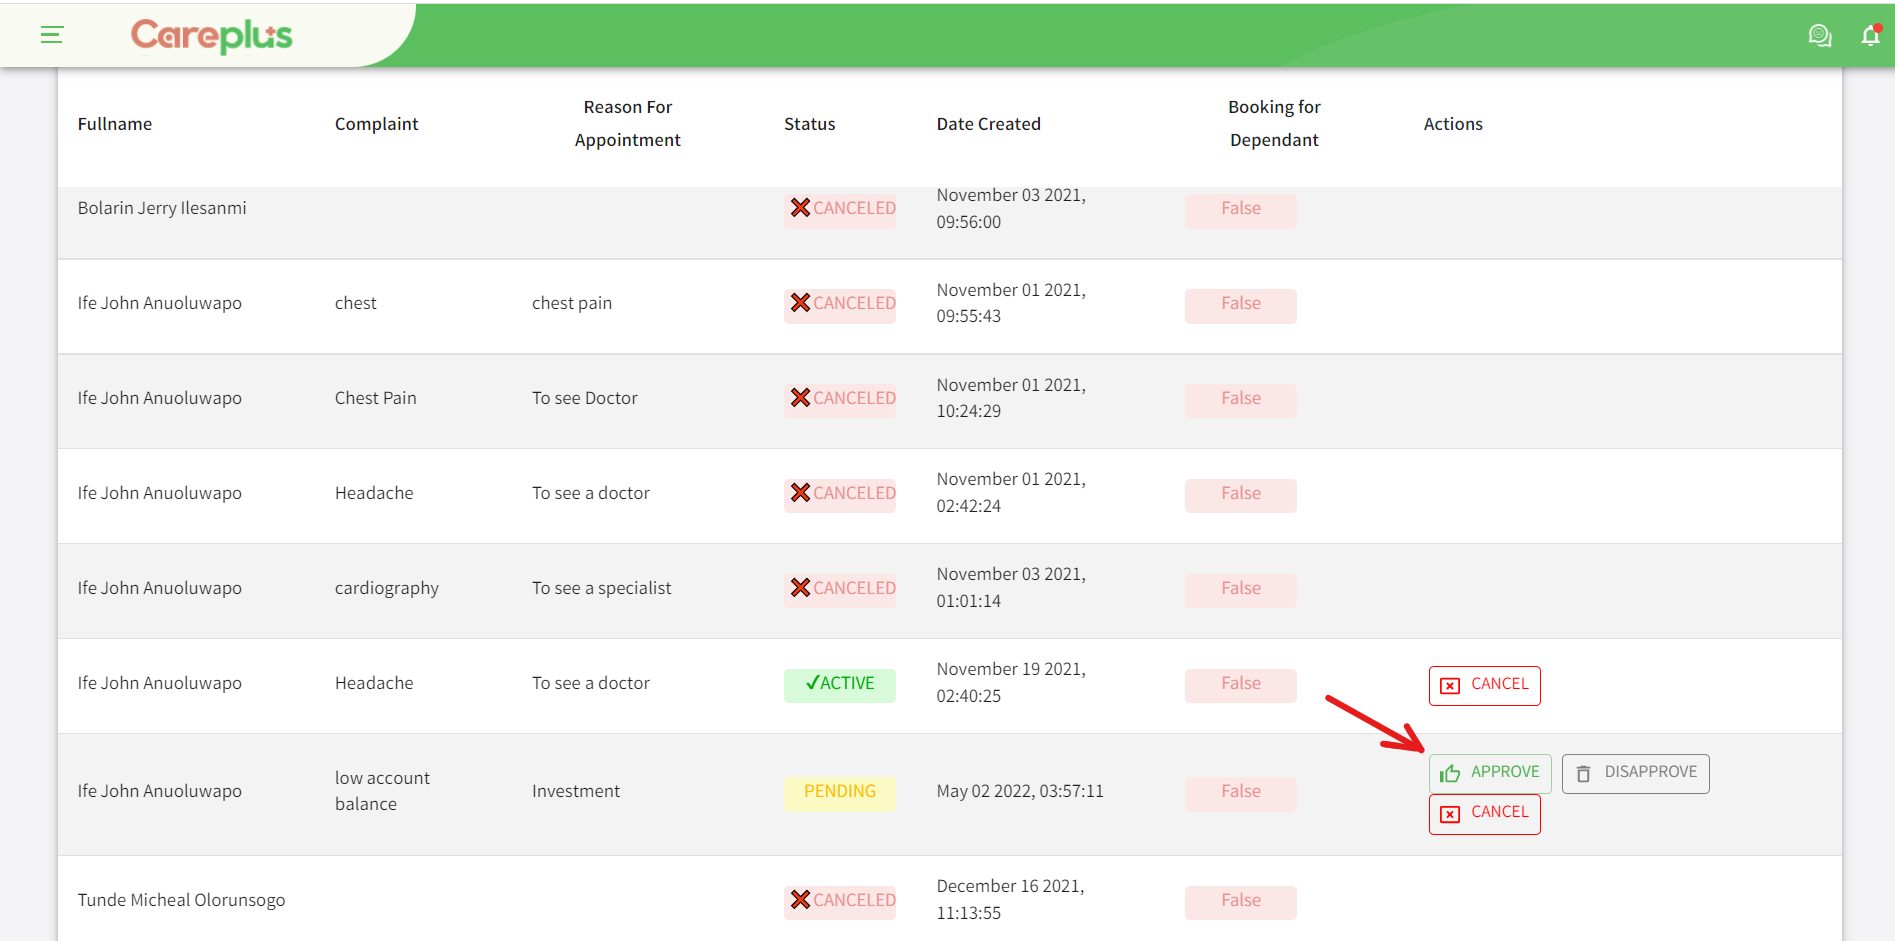 Careplus
Fullname
Complaint
Reason For
Appointment
Status
Date Created
Booking for
Dependant
Actions
Bolarin Jerry Ilesanmi
CANCELED
November 03 2021,
09:56:00
False
Ife John Anuoluwapo
chest
chest pain
CANCELED
November 01 2021,
09:55:43
False
Ife John Anuoluwapo
Chest Pain
To see Doctor
CANCELED
November 01 2021,
10:24:29
False
Ife John Anuoluwapo
Headache
To see a doctor
CANCELED
November 01 2021,
02:42:24
False
Ife John Anuoluwapo
cardiography
To see a specialist
CANCELED
November 03 2021,
01:01:14
False
Ife John Anuoluwapo
Headache
To see a doctor
ACTIVE
November 19 2021,
02:40:25
False
CANCEL
Ife John Anuoluwapo
low account
balance
Investment
PENDING
May 02 2022, 03:57:11
False
APPROVE
DISAPPROVE
CANCEL
Tunde Micheal Olorunsogo
CANCELED
December 16 2021,
11:13:55
False